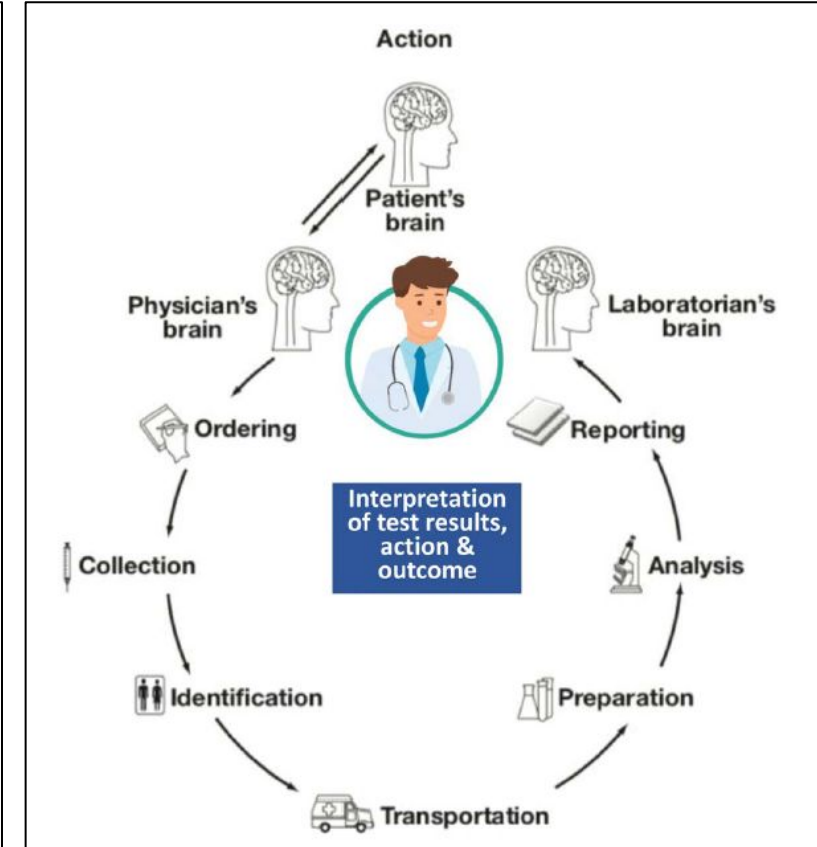 Action
Patient's
brain
Physician's
brain
Laboratorian's
brain
Ordering
Reporting
Interpretation
of test results,
action &
outcome
Collection
Analysis
Identification
Preparation
Transportation